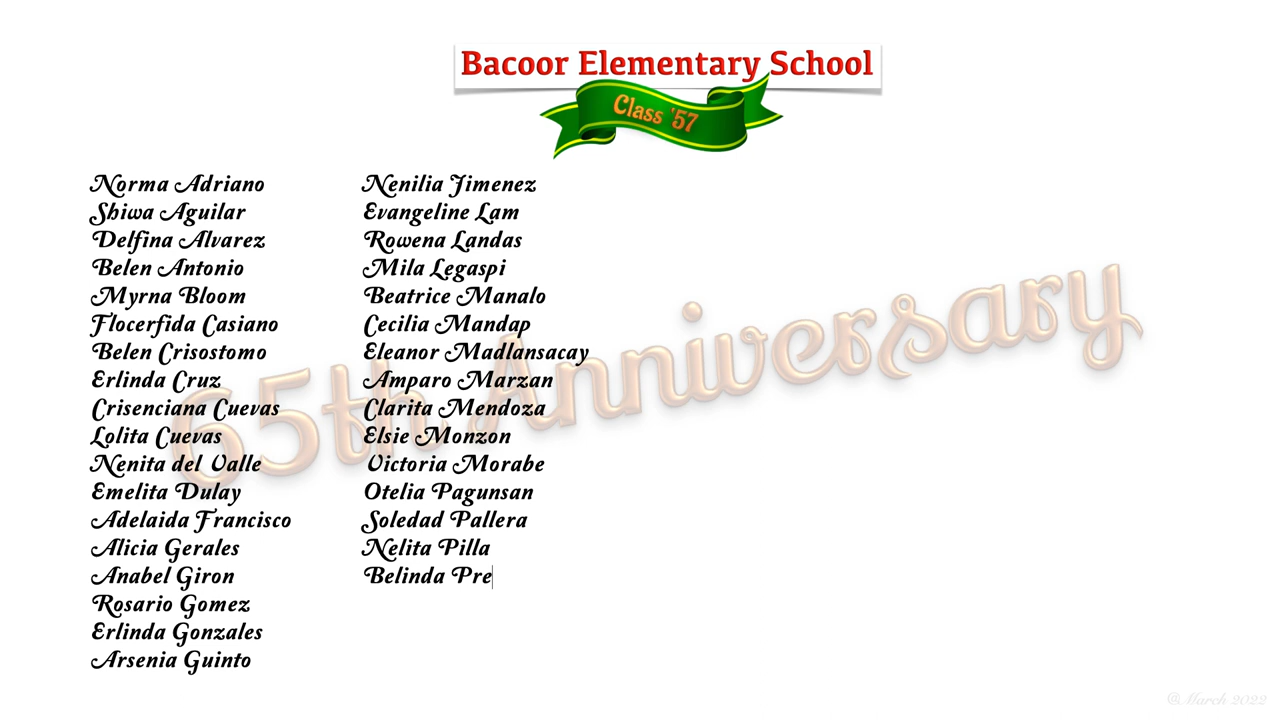 Bacoor Elementary School
Class '57
Norma Adriano
Shiwa Aguilar
Delfina Alvarez
Belen Antonio
Myrna Bloom
Flocerfida Casiano
Belen Crisostomo
Erlinda Cruz
Crisenciana Cuevas
Lolita Cuevas
Nenita del Valle
Emelita Dulay
Adelaida Francisco
Alicia Gerales
Anabel Giron
Rosario Gomez
Erlinda Gonzales
Arsenia Guinto
Nenilia Jimenez
Evangeline Lam
Rowena Landas
Mila Legaspi
Beatrice Manalo
Cecilia Mandap
Eleanor Madlansacay
Amparo Marzan
Clarita Mendoza
Elsie Monzon
Victoria Morabe
Otelia Pagunsan
Soledad Pallera
Nelita Pilla
Belinda Pre
65th Anniversary
@March 2022